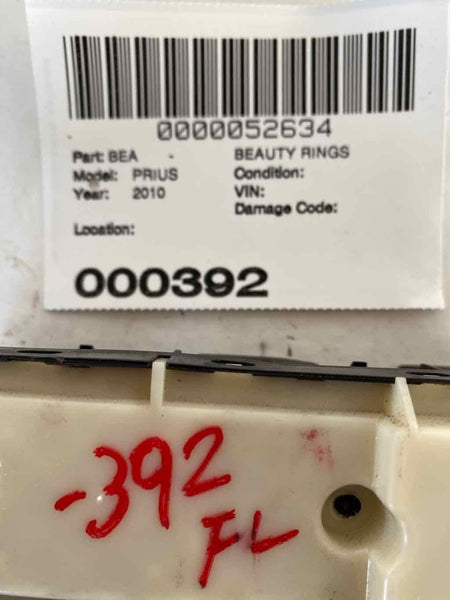 0000052634
Part: BEA - BEAUTY RINGS
Model: PRIUS Condition:
Year: 2010 VIN:
Damage Code:
Location:
000392
-392
FL